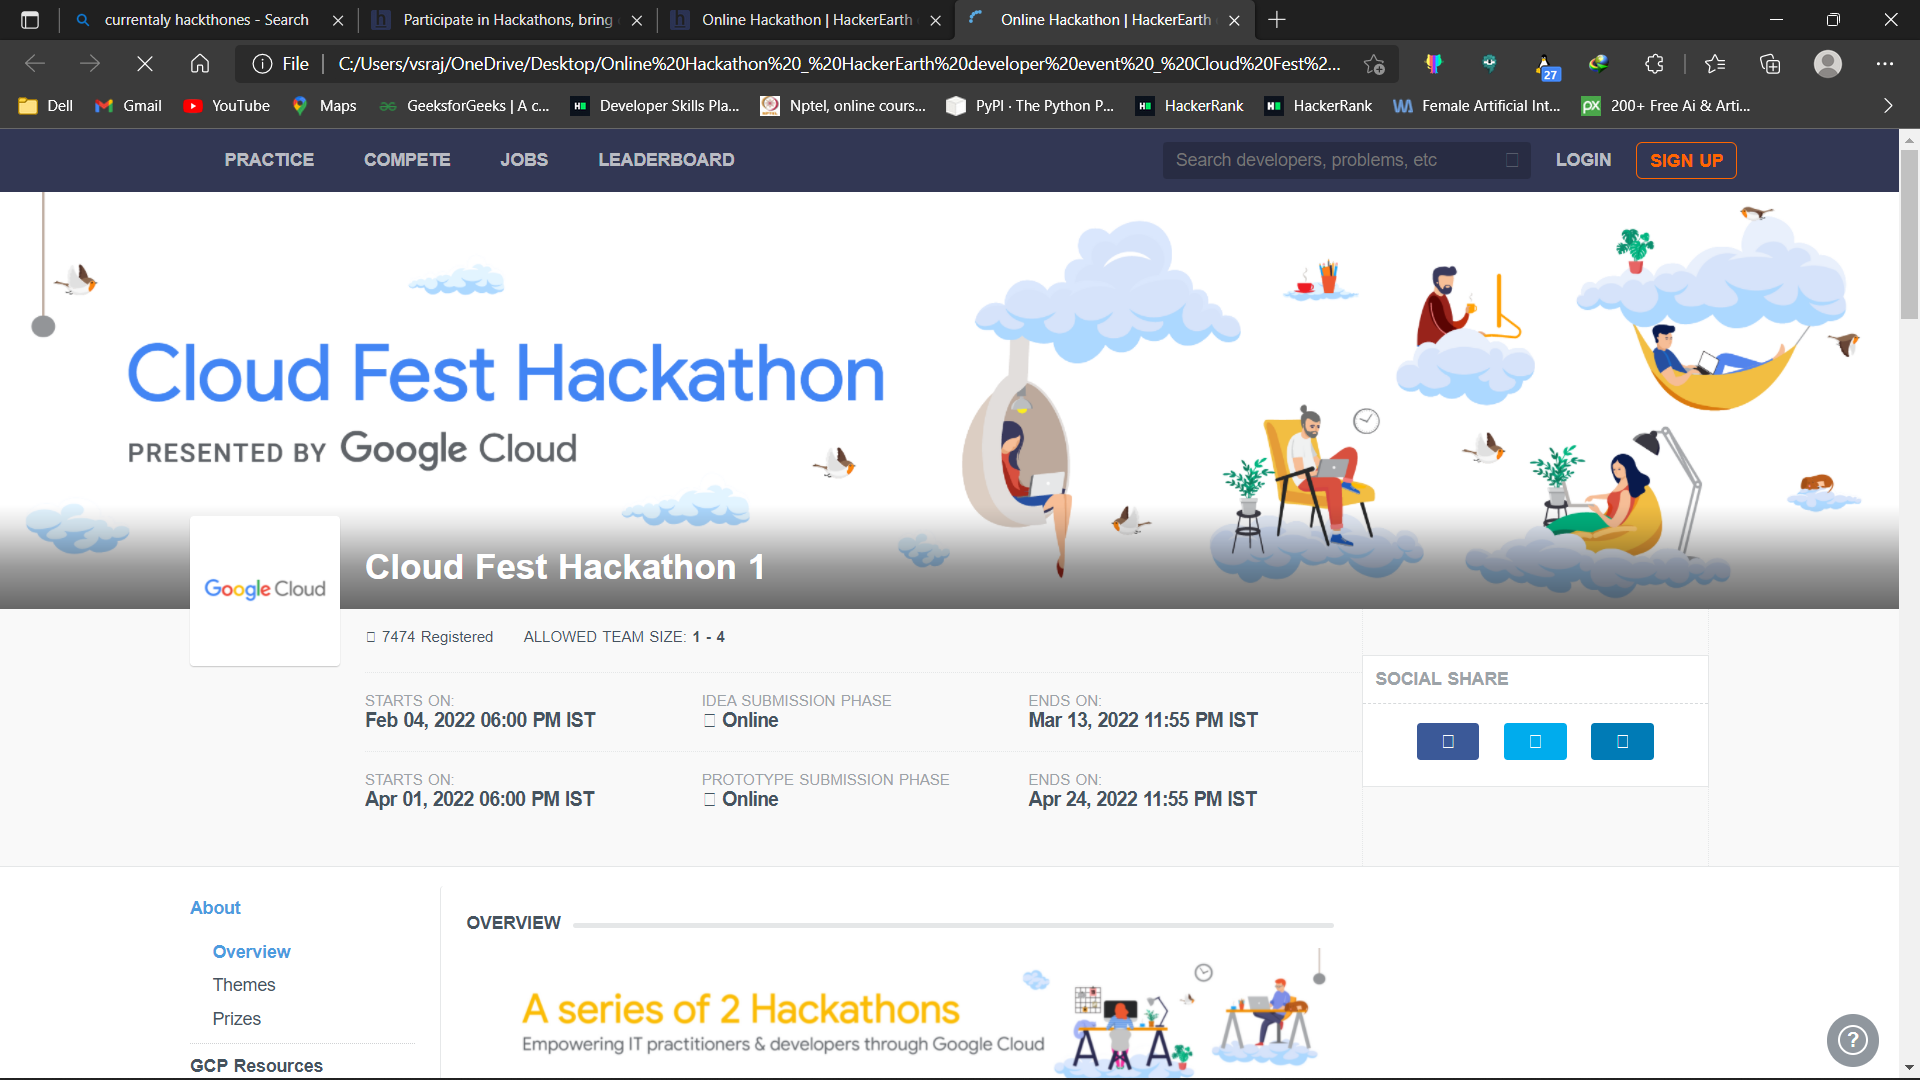 currentaly hackthones - Search
Participate in Hackathons, bring
Online Hackathon | HackerEarth
Online Hackathon | HackerEarth
File
C:/Users/vsraj/OneDrive/Desktop/Online%20Hackathon%20_%20HackerEarth%20developer%20event%20_%20Cloud%20Fest%2...
27
Dell
Gmail
YouTube
Maps
GeeksforGeeks | A c...
Developer Skills Pla...
Nptel, online cours...
PyPI · The Python P...
HackerRank
HackerRank
Female Artificial Int...
200+ Free Ai & Arti...
PRACTICE
COMPETE
JOBS
LEADERBOARD
Search developers, problems, etc
LOGIN
SIGN UP
Cloud Fest Hackathon
PRESENTED BY Google Cloud
Google Cloud
Cloud Fest Hackathon 1
7474 Registered
ALLOWED TEAM SIZE: 1 - 4
STARTS ON:
Feb 04, 2022 06:00 PM IST
IDEA SUBMISSION PHASE
Online
ENDS ON:
Mar 13, 2022 11:55 PM IST
STARTS ON:
Apr 01, 2022 06:00 PM IST
PROTOTYPE SUBMISSION PHASE
Online
ENDS ON:
Apr 24, 2022 11:55 PM IST
SOCIAL SHARE
About
Overview
Themes
Prizes
GCP Resources
OVERVIEW
A series of 2 Hackathons
Empowering IT practitioners & developers through Google Cloud
?